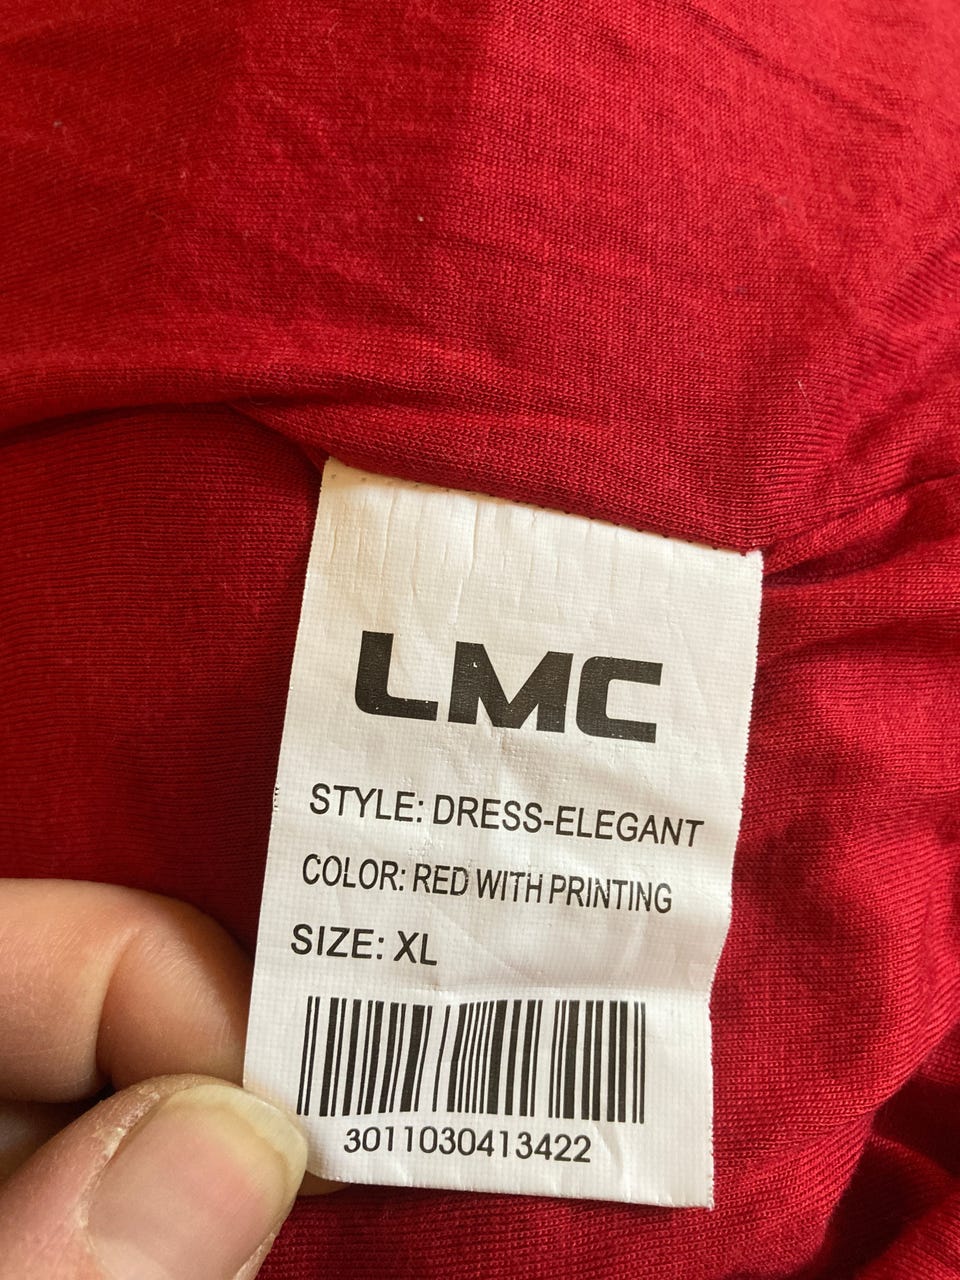 LMC
STYLE: DRESS-ELEGANT
COLOR: RED WITH PRINTING
SIZE: XL
3011030413422